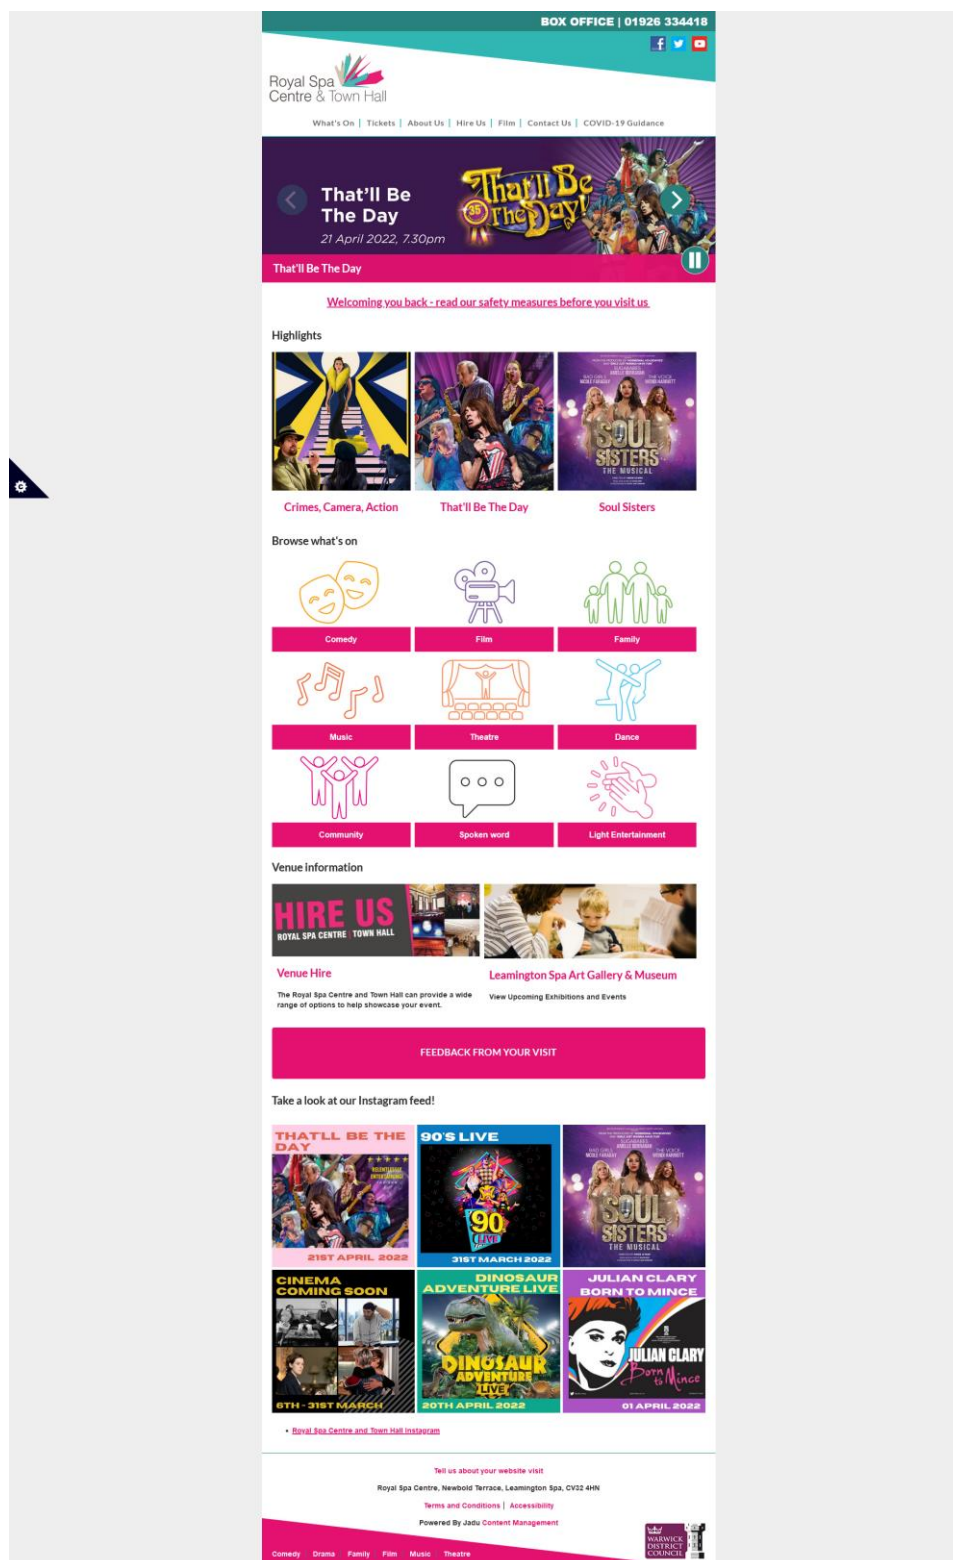 BOX OFFICE | 01926 334418
Royal Spa
Centre & Town Hall
What's On | Tickets | About Us | Hire Us | Film | Contact Us | COVID-19 Guidance
That'll Be
The Day
21 April 2022, 7.30pm
That'll Be
35
The Day!
That'll Be The Day
Welcoming you back - read our safety measures before you visit us
Highlights
SUGABABES
BAD GIRLS
THE VOICE
SOUL
SISTERS
THE MUSICAL
Crimes, Camera, Action
That'll Be The Day
Soul Sisters
Browse what's on
Comedy
Film
Family
Music
Theatre
Dance
Community
Spoken word
Light Entertainment
Venue information
HIRE US
ROYAL SPA CENTRE TOWN HALL
Venue Hire
Leamington Spa Art Gallery & Museum
The Royal Spa Centre and Town Hall can provide a wide
range of options to help showcase your event.
View Upcoming Exhibitions and Events
FEEDBACK FROM YOUR VISIT
Take a look at our Instagram feed!
THAT'LL BE THE
DAY
21ST APRIL 2022
90'S LIVE
90
LIVE
31ST MARCH 2022
SUGABABES
BAD GIRLS
THE VOICE
SOUL
SISTERS
THE MUSICAL
CINEMA
COMING SOON
6TH - 31ST MARCH
DINOSAUR
ADVENTURE LIVE
DINOSAUR
ADVENTURE
LIVE
20TH APRIL 2022
JULIAN CLARY
BORN TO MINCE
JULIAN CLARY
Born to Mince
01 APRIL 2022
Royal Spa Centre and Town Hall Instagram
Tell us about your website visit
Royal Spa Centre, Newbold Terrace, Leamington Spa, CV32 4HN
Terms and Conditions | Accessibility
Powered By Jadu Content Management
WARWICK
DISTRICT
COUNCIL
Comedy Drama Family Film Music Theatre